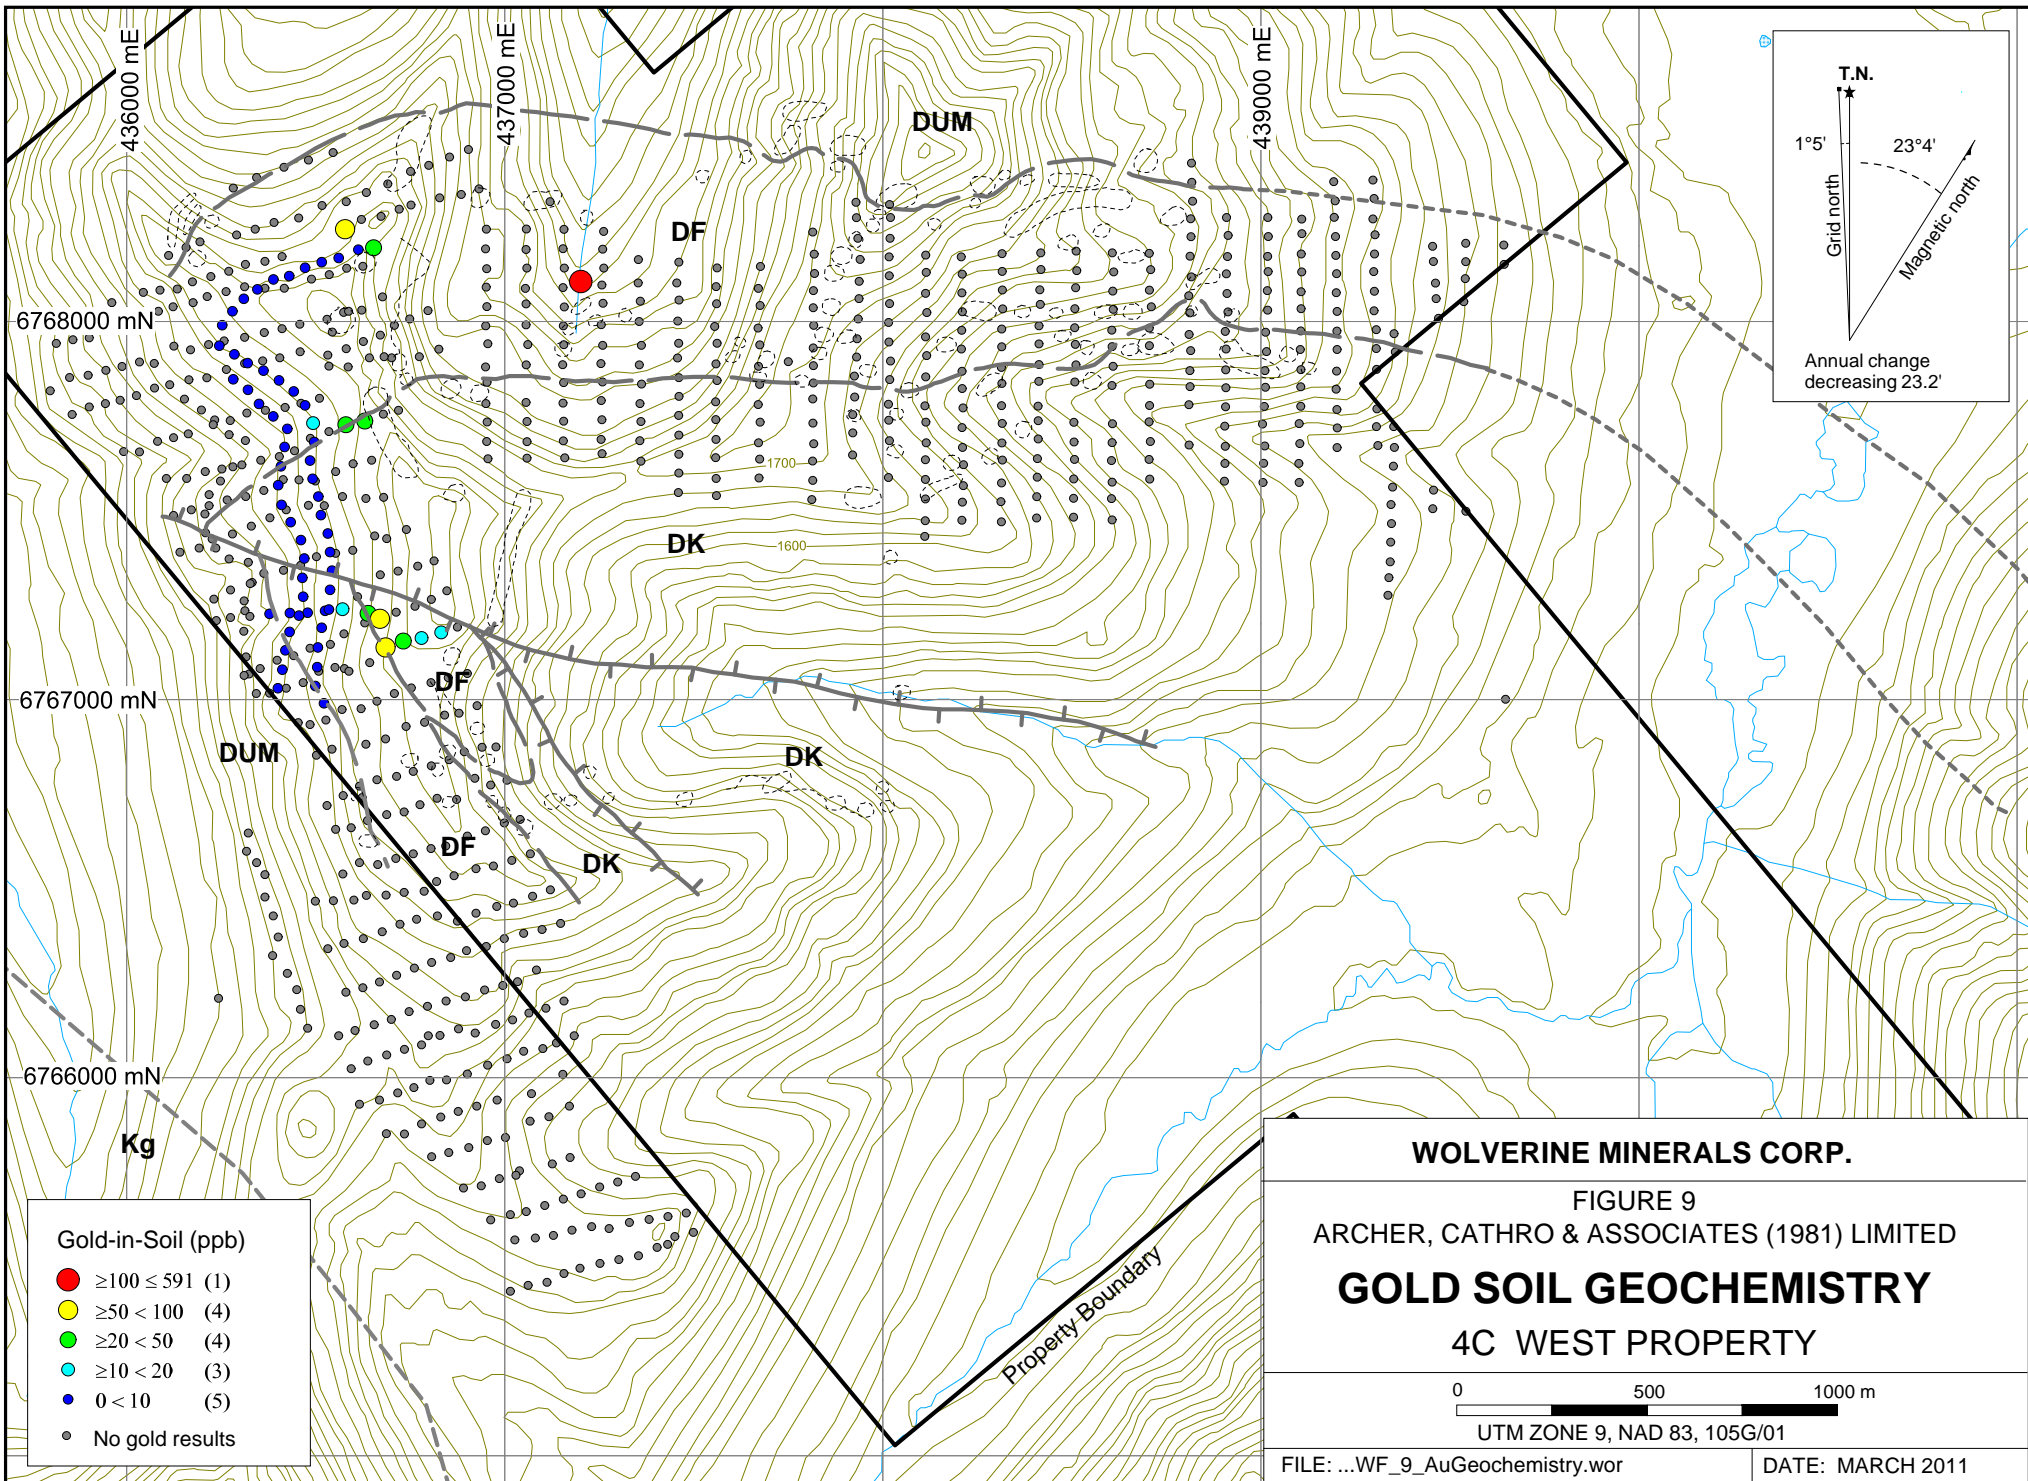 436000 mE
437000 mE
439000 mE
6768000 mN
6767000 mN
6766000 mN
DUM
DF
DK
1700
1600
DF
DUM
DK
DF
DK
Kg
Property Boundary
T.N.
1°5'
23°4'
Grid north
Magnetic north
Annual change
decreasing 23.2'
Gold-in-Soil (ppb)
≥100 ≤ 591 (1)
≥50 < 100 (4)
≥20 < 50 (4)
≥10 < 20 (3)
0 < 10 (5)
No gold results
WOLVERINE MINERALS CORP.
FIGURE 9
ARCHER, CATHRO & ASSOCIATES (1981) LIMITED
GOLD SOIL GEOCHEMISTRY
4C WEST PROPERTY
0 500 1000 m
UTM ZONE 9, NAD 83, 105G/01
FILE: ...WF_9_AuGeochemistry.wor
DATE: MARCH 2011